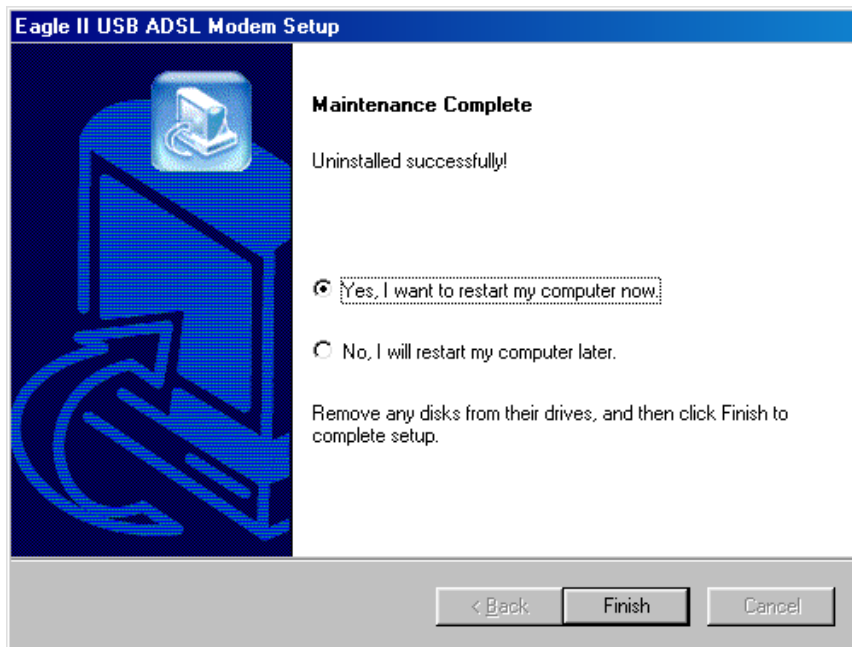 Eagle II USB ADSL Modem Setup
Maintenance Complete
Uninstalled successfully!
Yes, I want to restart my computer now.
No, I will restart my computer later.
Remove any disks from their drives, and then click Finish to
complete setup.
< Back Finish Cancel